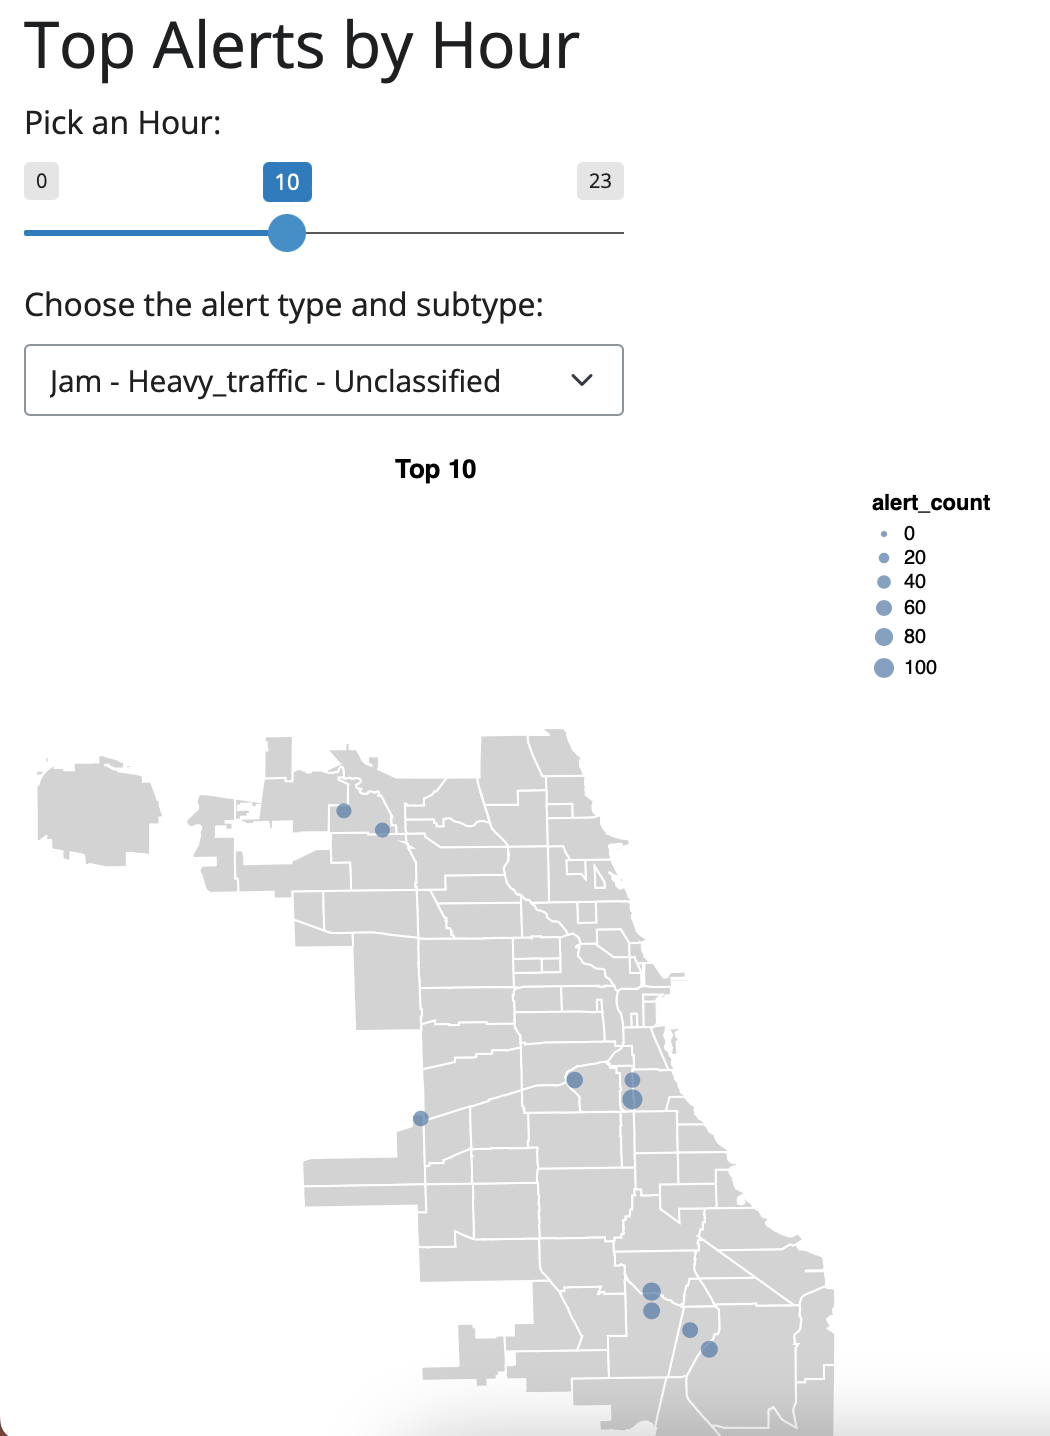 Top Alerts by Hour
Pick an Hour:
0 10 23
Choose the alert type and subtype:
Jam - Heavy_traffic - Unclassified
Top 10
alert_count
0
20
40
60
80
100